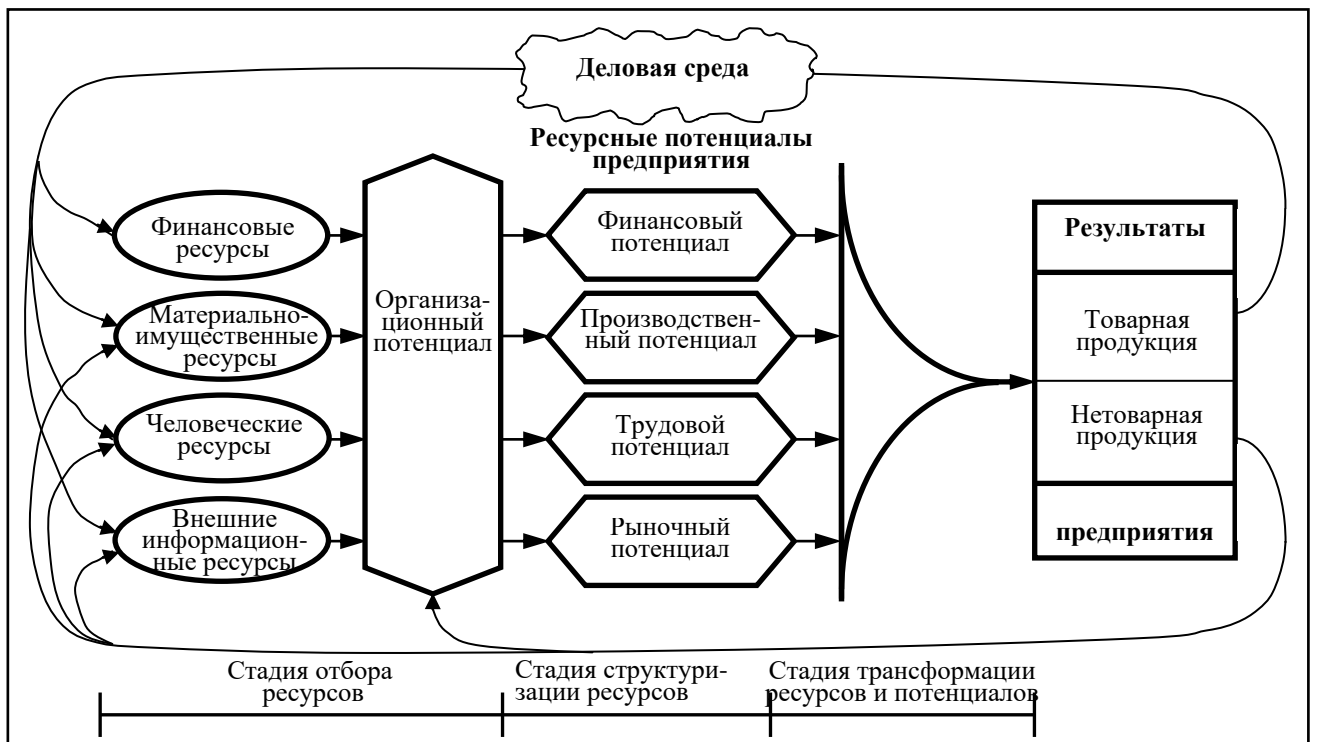 Деловая среда
Ресурсные потенциалы
предприятия
Финансовые
ресурсы
Материально-
имущественные
ресурсы
Человеческие
ресурсы
Внешние
информацион-
ные ресурсы
Организа-
ционный
потенциал
Финансовый
потенциал
Производствен-
ный потенциал
Трудовой
потенциал
Рыночный
потенциал
Результаты
Товарная
продукция
Нетоварная
продукция
предприятия
Стадия отбора
ресурсов
Стадия структури-
зации ресурсов
Стадия трансформации
ресурсов и потенциалов